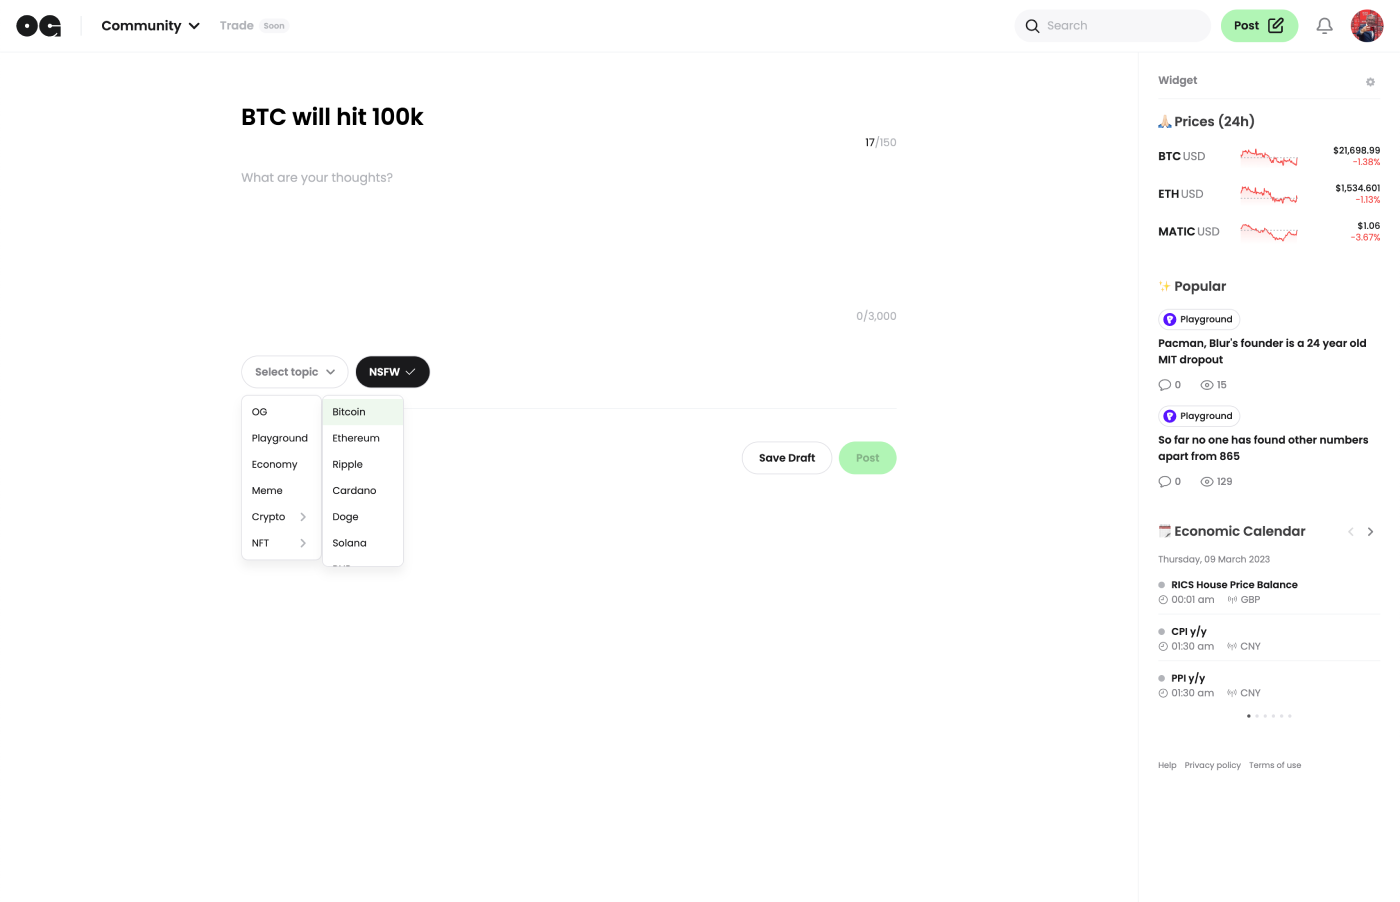 OG
Community
Trade Soon
Search
Post
BTC will hit 100k
17/150
What are your thoughts?
0/3,000
Select topic
NSFW
OG
Playground
Economy
Meme
Crypto
NFT
Bitcoin
Ethereum
Ripple
Cardano
Doge
Solana
Save Draft
Post
Widget
Prices (24h)
BTC USD
$21,698.99
-1.38%
ETH USD
$1,534.601
-1.13%
MATIC USD
$1.06
-3.67%
Popular
Playground
Pacman, Blur's founder is a 24 year old
MIT dropout
0 15
Playground
So far no one has found other numbers
apart from 865
0 129
Economic Calendar
Thursday, 09 March 2023
RICS House Price Balance
00:01 am GBP
CPI y/y
01:30 am CNY
PPI y/y
01:30 am CNY
Help Privacy policy Terms of use